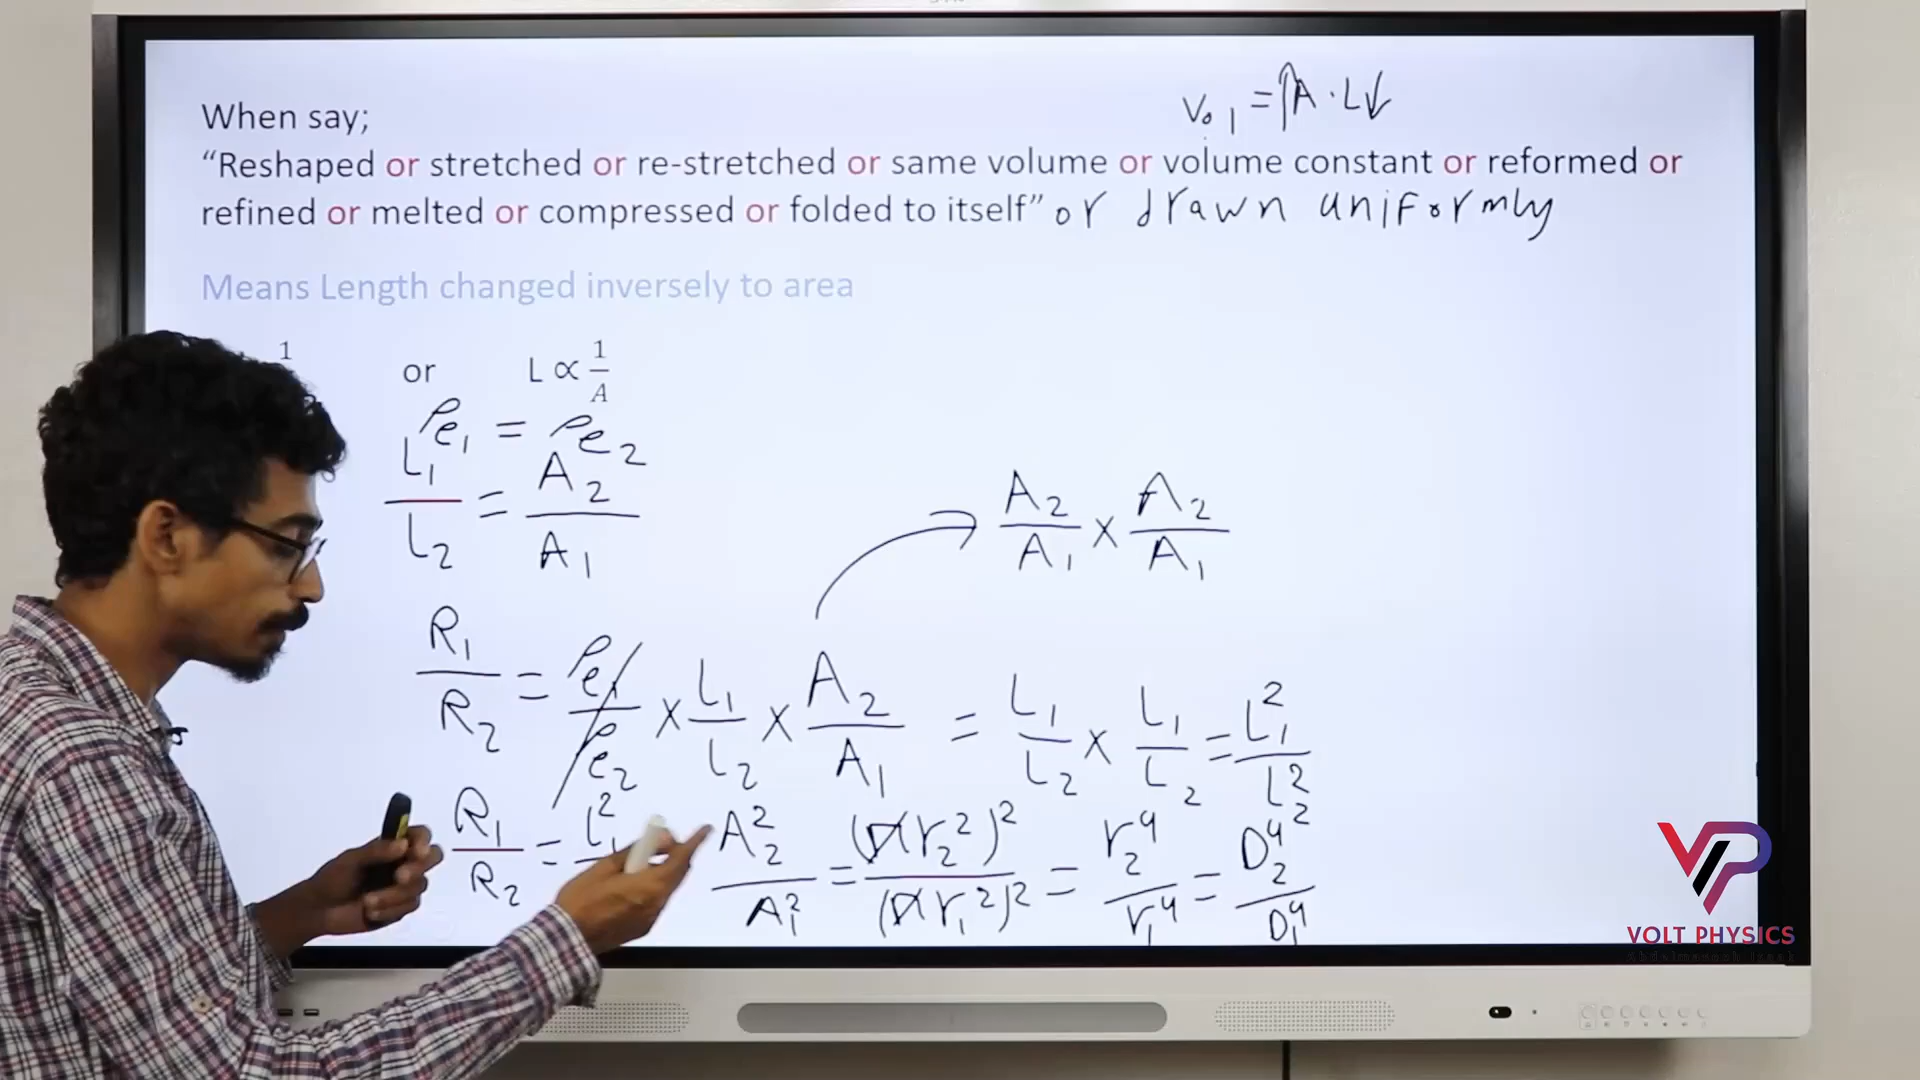 When say;
Vol = ↑A · L↓
“Reshaped or stretched or re-stretched or same volume or volume constant or reformed or
refined or melted or compressed or folded to itself” or drawn uniformly
Means Length changed inversely to area
1
or L ∝ 1/A
ρe1 = ρe2
L1/L2 = A2/A1
A2/A1 × A2/A1
R1/R2 = ρe1/ρe2 × L1/L2 × A2/A1 = L1/L2 × L1/L2 = L1²/L2²
R1/R2 = L1² A2²/A1² = (πr2²)²/(πr1²)² = r2⁴/r1⁴ = D2⁴/D1⁴
VP
VOLT PHYSICS